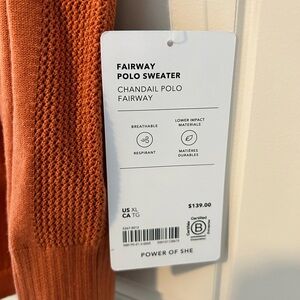 FAIRWAY
POLO SWEATER
CHANDAIL POLO
FAIRWAY
BREATHABLE
RESPIRANT
LOWER IMPACT
MATERIALS
MATIÈRES
DURABLES
US XL
CA TG
$139.00
Certified
B
Corporation
POWER OF SHE